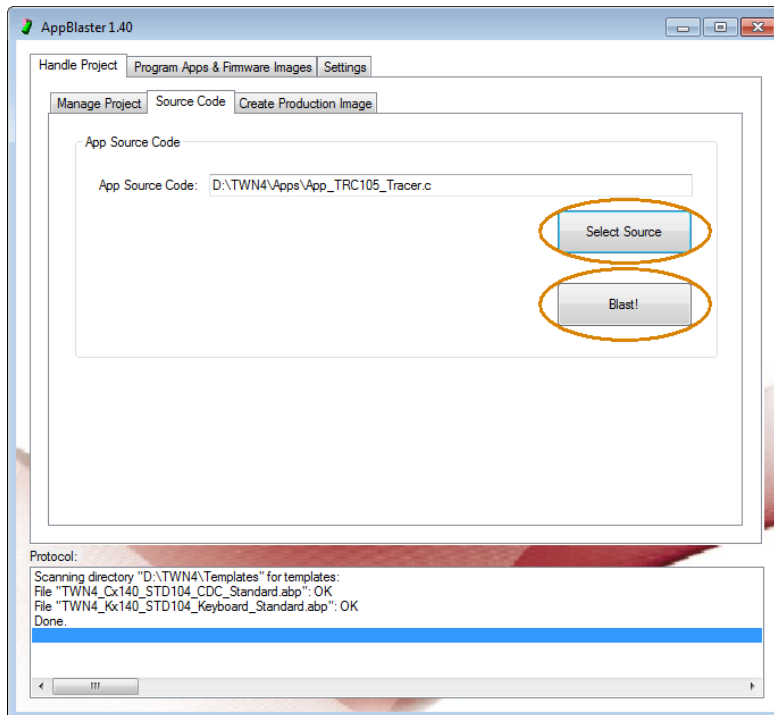 AppBlaster 1.40
Handle Project Program Apps & Firmware Images Settings
Manage Project Source Code Create Production Image
App Source Code
App Source Code: D:\TWN4\Apps\App_TRC105_Tracer.c
Select Source
Blast!
Protocol:
Scanning directory "D:\TWN4\Templates" for templates:
File "TWN4_Cx140_STD104_CDC_Standard.abp": OK
File "TWN4_Kx140_STD104_Keyboard_Standard.abp": OK
Done.